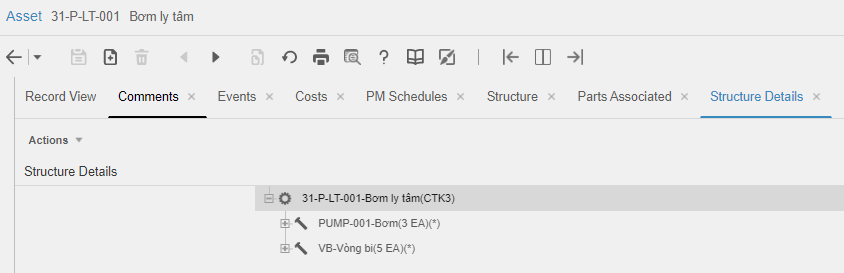 Asset 31-P-LT-001 Bơm ly tâm
Record View Comments Events Costs PM Schedules Structure Parts Associated Structure Details
Actions
Structure Details
31-P-LT-001-Bơm ly tâm(CTK3)
PUMP-001-Bơm(3 EA)(*)
VB-Vòng bi(5 EA)(*)